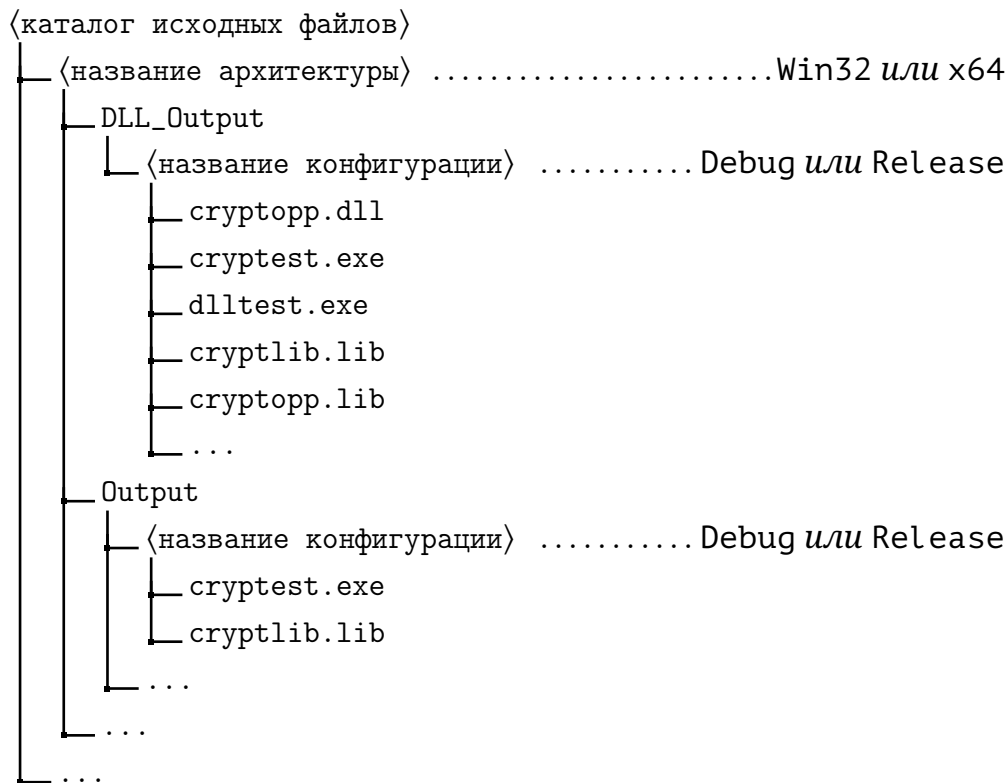 ⟨каталог исходных файлов⟩
⟨название архитектуры⟩ ........................Win32 или x64
DLL_Output
⟨название конфигурации⟩ ...........Debug или Release
cryptopp.dll
cryptest.exe
dlltest.exe
cryptlib.lib
cryptopp.lib
...
Output
⟨название конфигурации⟩ ...........Debug или Release
cryptest.exe
cryptlib.lib
...
...
...